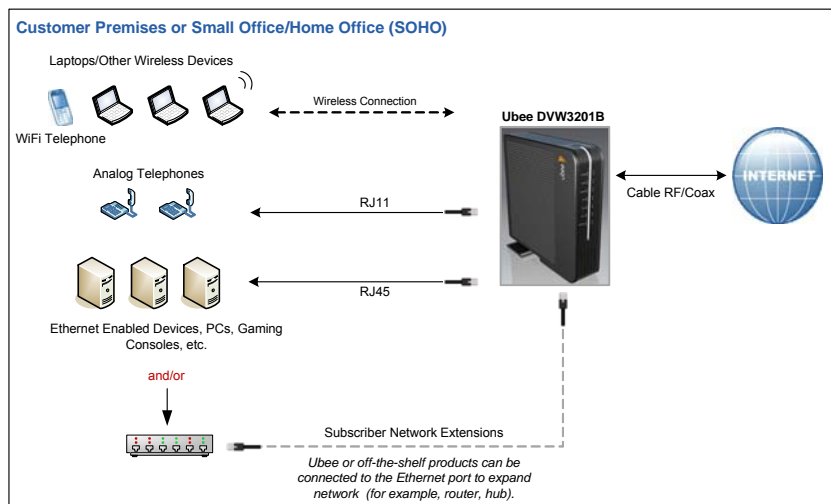 Customer Premises or Small Office/Home Office (SOHO)
Laptops/Other Wireless Devices
Wireless Connection
WiFi Telephone
Ubee DVW3201B
ubee
INTERNET
Cable RF/Coax
Analog Telephones
RJ11
RJ45
Ethernet Enabled Devices, PCs, Gaming
Consoles, etc.
and/or
Subscriber Network Extensions
Ubee or off-the-shelf products can be
connected to the Ethernet port to expand
network (for example, router, hub).